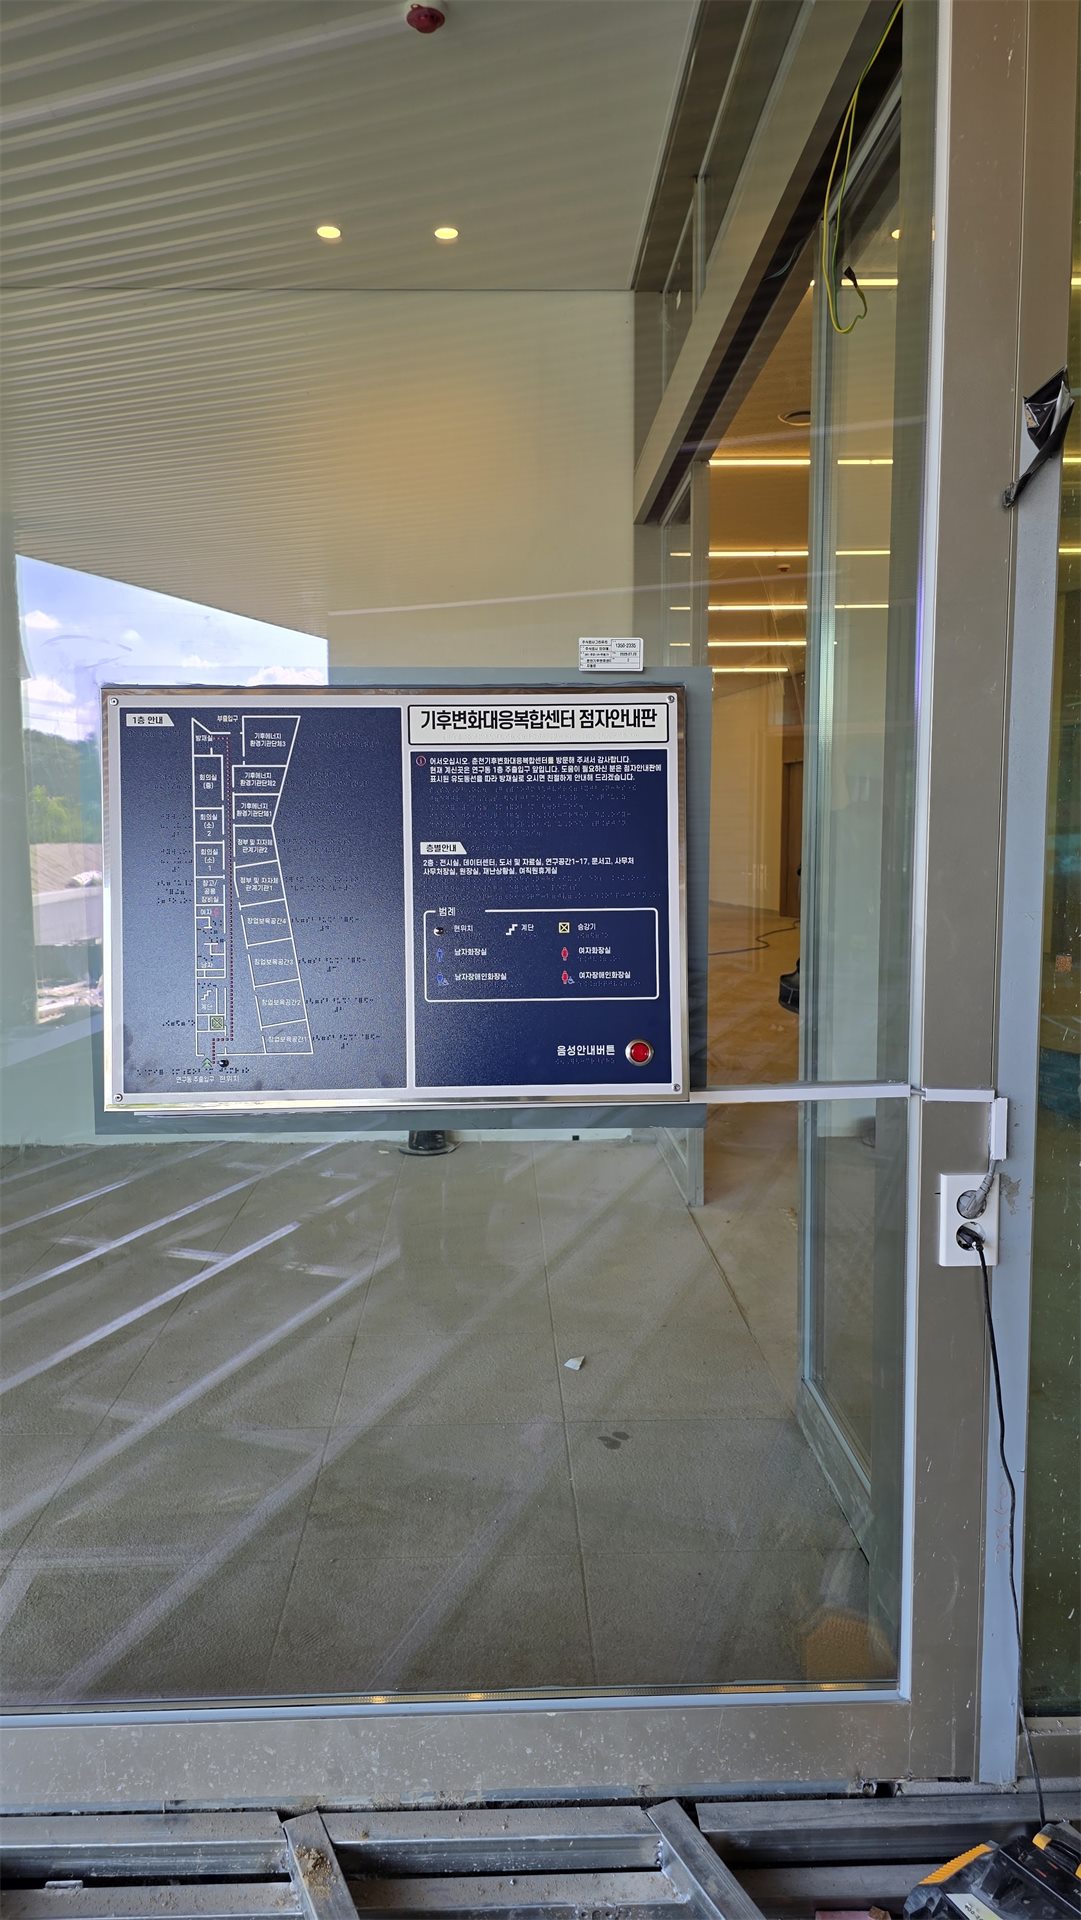 1350-2335
1층 안내
부출입구
방재실
기후에너지
환경기관단체3
회의실
(중)
기후에너지
환경기관단체2
기후에너지
환경기관단체1
회의실
(소)
2
정부 및 지자체
관계기관2
회의실
(소)
1
정부 및 지자체
관계기관1
창고/
공용
장비실
여자
창업보육공간4
남자
창업보육공간3
계단
창업보육공간2
창업보육공간1
연구동 주출입구
현위치
기후변화대응복합센터 점자안내판
어서오십시오. 춘천기후변화대응복합센터를 방문해 주셔서 감사합니다.
현재 계신곳은 연구동 1층 주출입구 앞입니다. 도움이 필요하신 분은 점자안내판에
표시된 유도동선을 따라 방재실로 오시면 친절하게 안내해 드리겠습니다.
층별안내
2층 : 전시실, 데이터센터, 도서 및 자료실, 연구공간1~17, 문서고, 사무처
사무처장실, 원장실, 재난상황실, 여직원휴게실
범례
현위치 계단 승강기
남자화장실 여자화장실
남자장애인화장실 여자장애인화장실
음성안내버튼